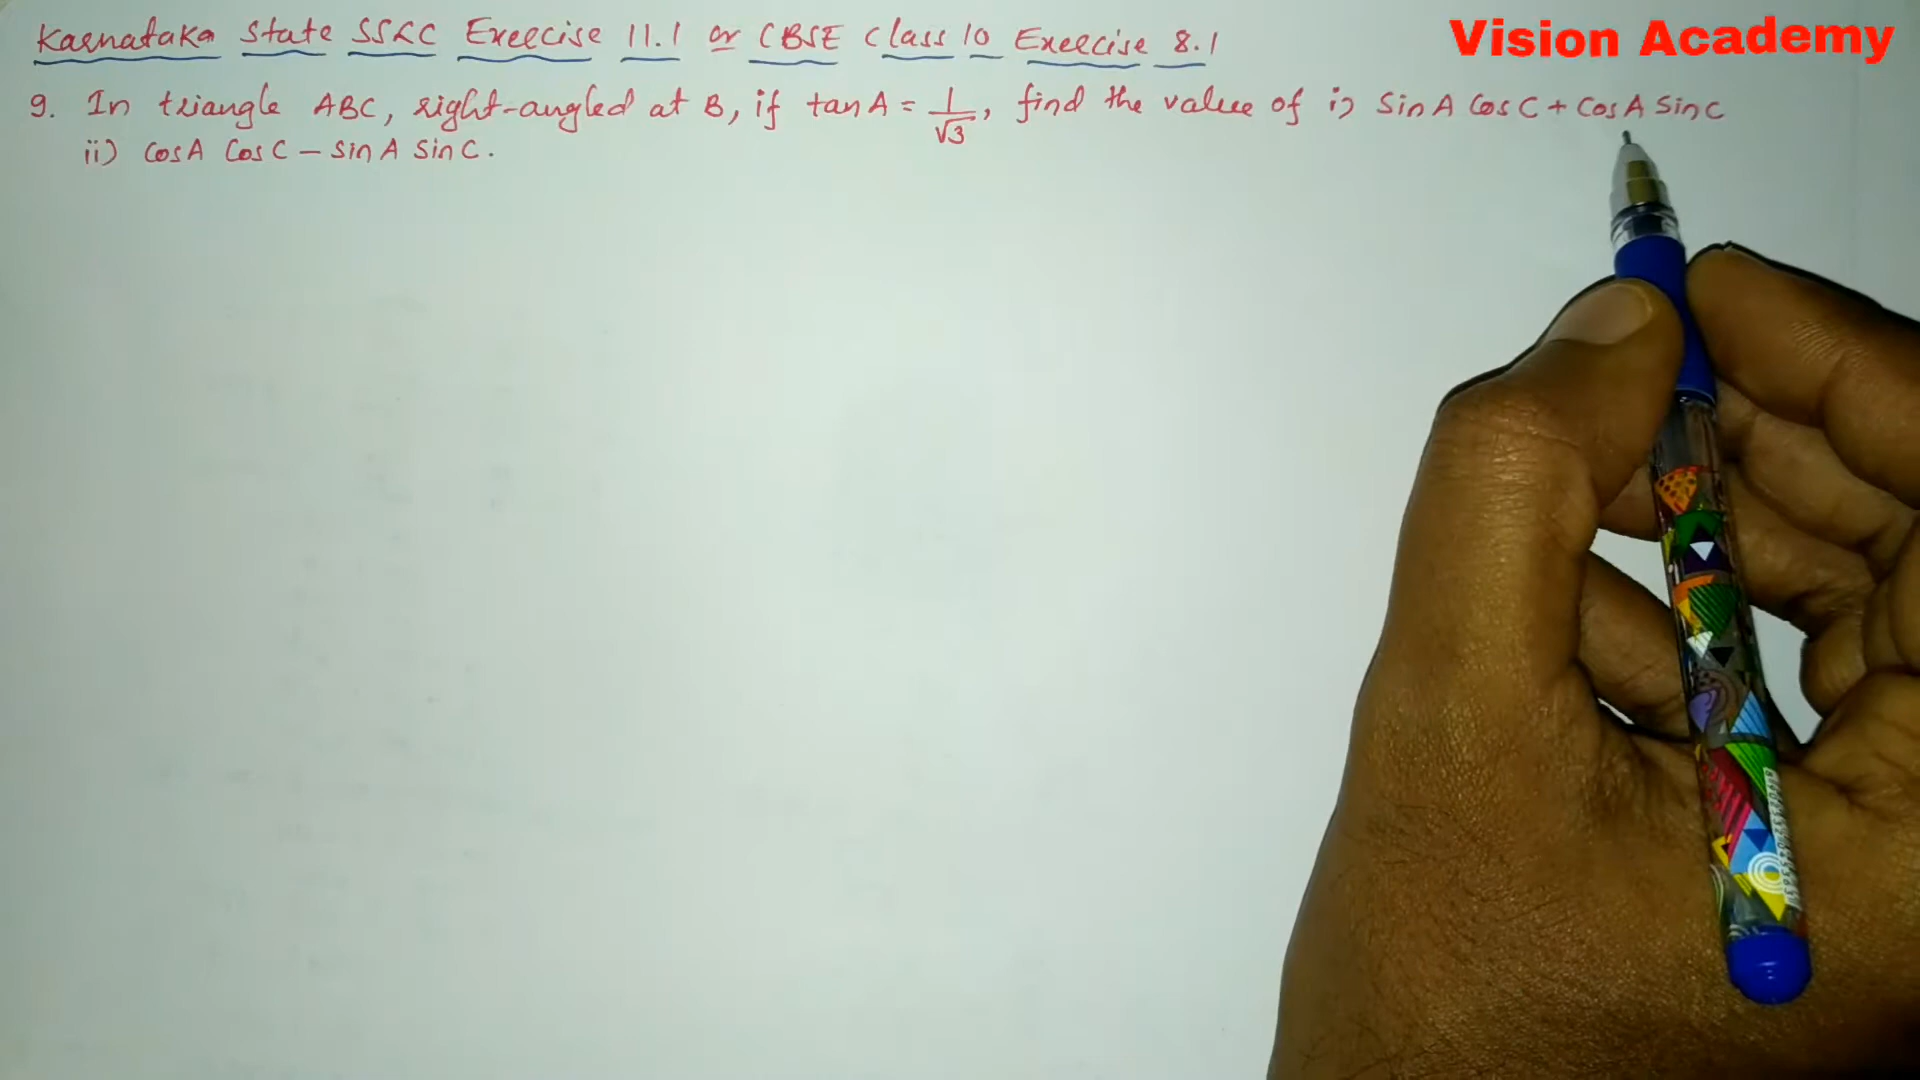 Karnataka State SSLC Exercise 11.1 or CBSE Class 10 Exercise 8.1
Vision Academy
9. In triangle ABC, right-angled at B, if tan A = 1/√3, find the value of i) Sin A Cos C + Cos A Sin C
ii) Cos A Cos C – Sin A Sin C.